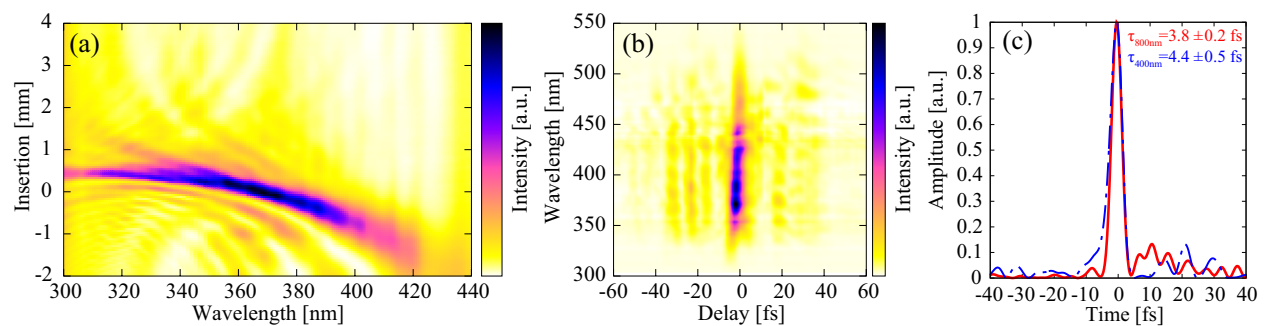 (a)
4
3
2
1
0
-1
-2
Insertion [mm]
300 320 340 360 380 400 420 440
Wavelength [nm]
Intensity [a.u.]
(b)
550
500
450
400
350
300
Wavelength [nm]
-60 -40 -20 0 20 40 60
Delay [fs]
Intensity [a.u.]
(c)
τ800nm=3.8 ±0.2 fs
τ400nm=4.4 ±0.5 fs
1
0.9
0.8
0.7
0.6
0.5
0.4
0.3
0.2
0.1
0
Amplitude [a.u.]
-40 -30 -20 -10 0 10 20 30 40
Time [fs]